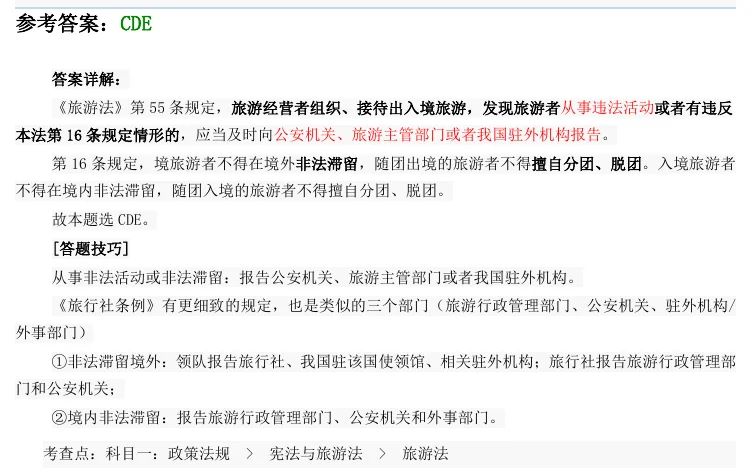 参考答案：CDE
答案详解：
《旅游法》第 55 条规定，旅游经营者组织、接待出入境旅游，发现旅游者从事违法活动或者有违反
本法第 16 条规定情形的，应当及时向公安机关、旅游主管部门或者我国驻外机构报告。
第 16 条规定，境旅游者不得在境外非法滞留，随团出境的旅游者不得擅自分团、脱团。入境旅游者
不得在境内非法滞留，随团入境的旅游者不得擅自分团、脱团。
故本题选 CDE。
[答题技巧]
从事非法活动或非法滞留：报告公安机关、旅游主管部门或者我国驻外机构。
《旅行社条例》有更细致的规定，也是类似的三个部门（旅游行政管理部门、公安机关、驻外机构/
外事部门）
①非法滞留境外：领队报告旅行社、我国驻该国使领馆、相关驻外机构；旅行社报告旅游行政管理部
门和公安机关；
②境内非法滞留：报告旅游行政管理部门、公安机关和外事部门。
考查点：科目一：政策法规 > 宪法与旅游法 > 旅游法